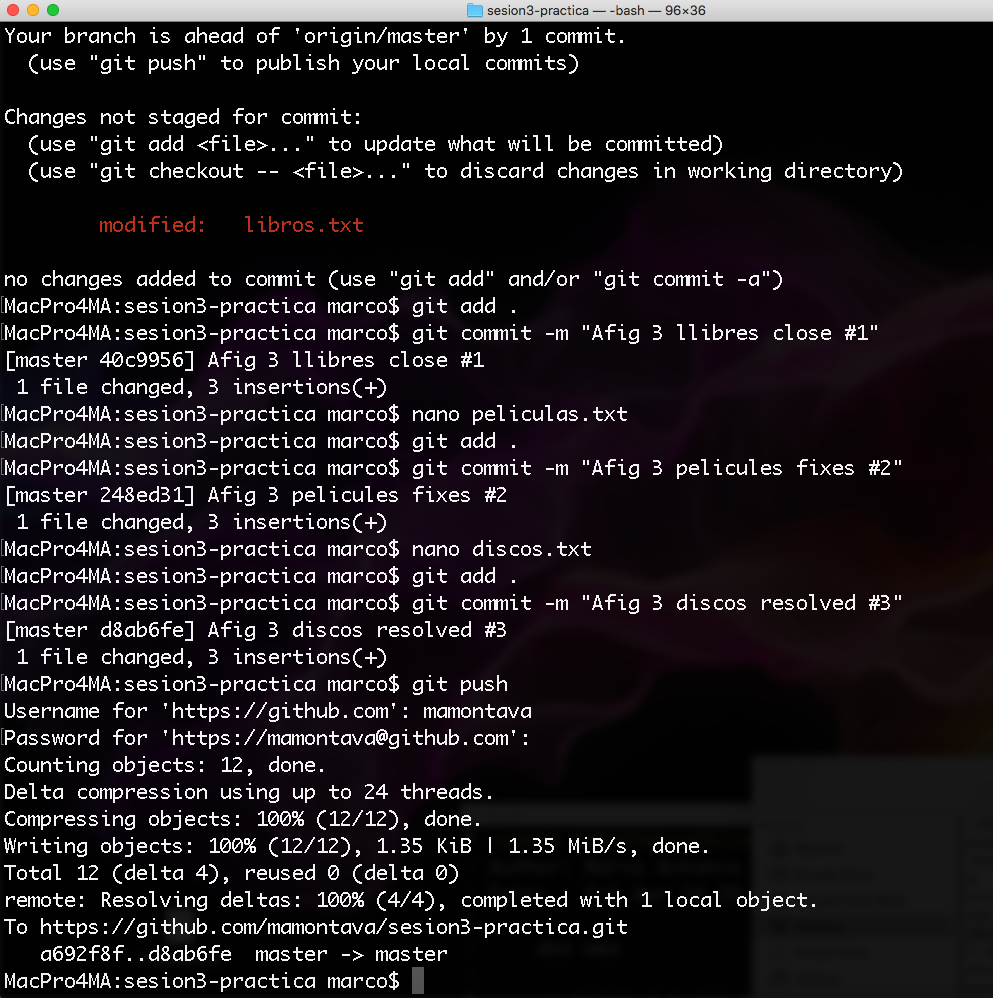 sesion3-practica — -bash — 96×36
Your branch is ahead of 'origin/master' by 1 commit.
  (use "git push" to publish your local commits)

Changes not staged for commit:
  (use "git add <file>..." to update what will be committed)
  (use "git checkout -- <file>..." to discard changes in working directory)

        modified:   libros.txt

no changes added to commit (use "git add" and/or "git commit -a")
[MacPro4MA:sesion3-practica marco$ git add .
[MacPro4MA:sesion3-practica marco$ git commit -m "Afig 3 llibres close #1"
[master 40c9956] Afig 3 llibres close #1
 1 file changed, 3 insertions(+)
[MacPro4MA:sesion3-practica marco$ nano peliculas.txt
[MacPro4MA:sesion3-practica marco$ git add .
[MacPro4MA:sesion3-practica marco$ git commit -m "Afig 3 pelicules fixes #2"
[master 248ed31] Afig 3 pelicules fixes #2
 1 file changed, 3 insertions(+)
[MacPro4MA:sesion3-practica marco$ nano discos.txt
[MacPro4MA:sesion3-practica marco$ git add .
[MacPro4MA:sesion3-practica marco$ git commit -m "Afig 3 discos resolved #3"
[master d8ab6fe] Afig 3 discos resolved #3
 1 file changed, 3 insertions(+)
[MacPro4MA:sesion3-practica marco$ git push
Username for 'https://github.com': mamontava
[Password for 'https://mamontava@github.com':
Counting objects: 12, done.
Delta compression using up to 24 threads.
Compressing objects: 100% (12/12), done.
Writing objects: 100% (12/12), 1.35 KiB | 1.35 MiB/s, done.
Total 12 (delta 4), reused 0 (delta 0)
remote: Resolving deltas: 100% (4/4), completed with 1 local object.
To https://github.com/mamontava/sesion3-practica.git
   a692f8f..d8ab6fe  master -> master
MacPro4MA:sesion3-practica marco$